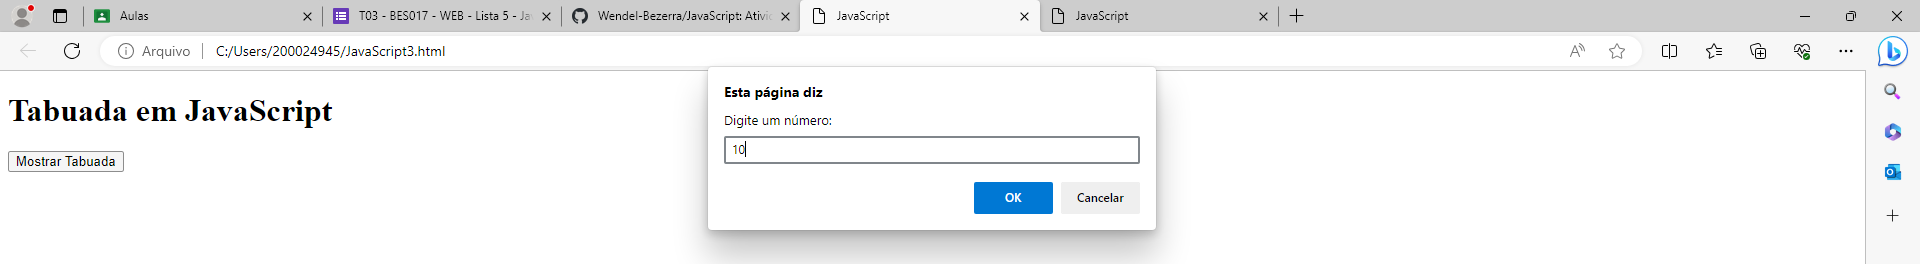 Aulas
T03 - BES017 - WEB - Lista 5 - Ja
Wendel-Bezerra/JavaScript: Ativi
JavaScript
JavaScript
Arquivo
C:/Users/200024945/JavaScript3.html
Tabuada em JavaScript
Mostrar Tabuada
Esta página diz
Digite um número:
10
OK
Cancelar